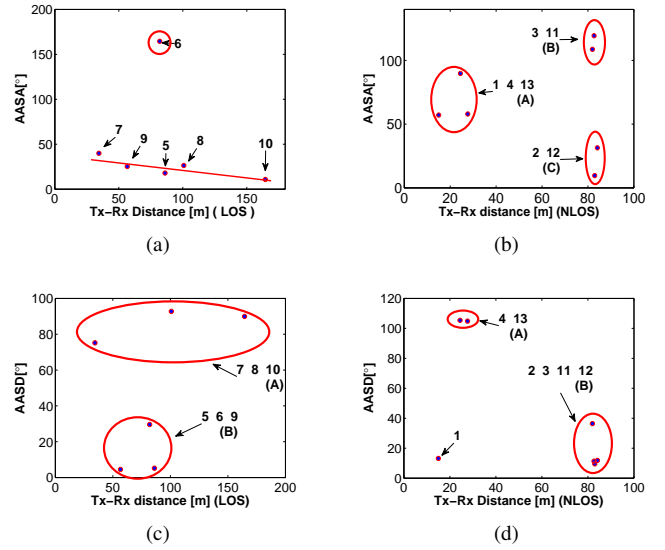 200
150
100
50
0
AASA[°]
6
7
9
5
8
10
0 50 100 150
Tx−Rx Distance [m] ( LOS )
(a)
100
50
0
AASA[°]
3 11
(B)
1 4 13
(A)
2 12
(C)
0 20 40 60 80 100
Tx−Rx distance [m] (NLOS)
(b)
100
80
60
40
20
0
AASD[°]
7 8 10
(A)
5 6 9
(B)
0 50 100 150 200
Tx−Rx distance [m] (LOS)
(c)
120
100
80
60
40
20
0
AASD[°]
4 13
(A)
2 3 11 12
(B)
1
0 20 40 60 80 100
Tx−Rx Distance [m] (NLOS)
(d)